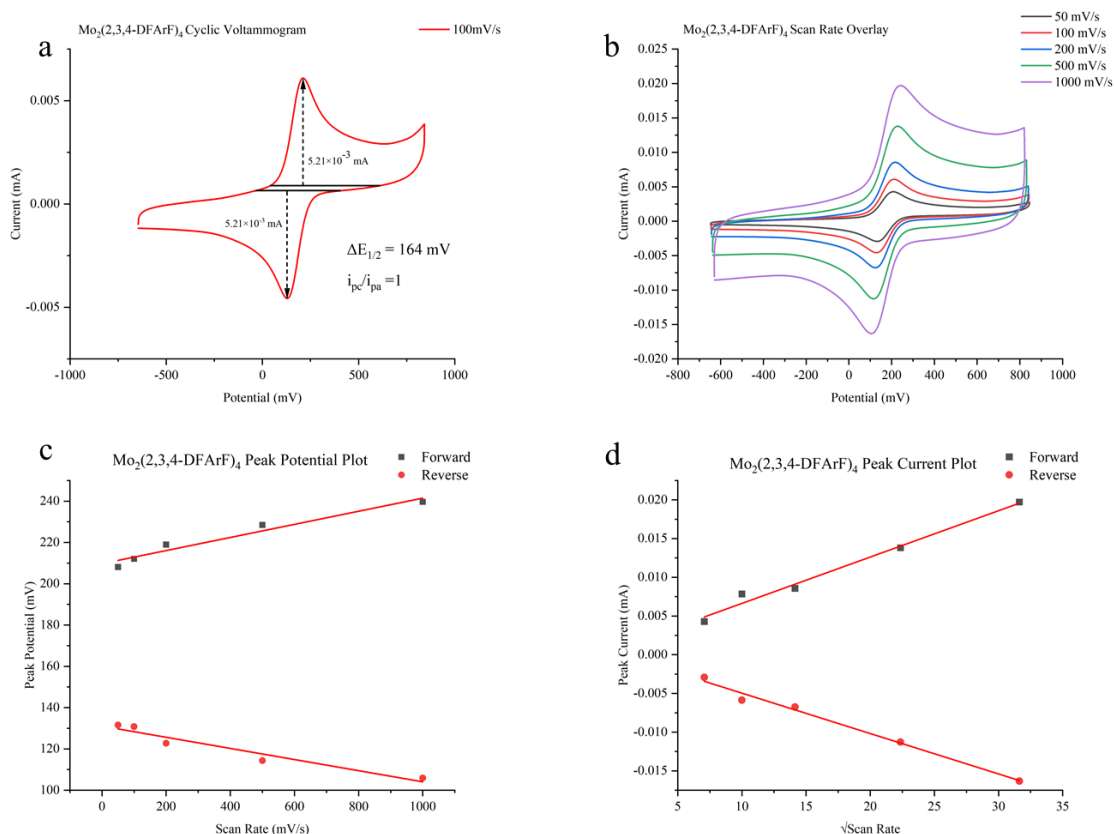 a
Mo₂(2,3,4-DFArF)₄ Cyclic Voltammogram
100mV/s
0.005
0.000
-0.005
Current (mA)
5.21×10⁻³ mA
5.21×10⁻³ mA
ΔE₁/₂ = 164 mV
iₚc/iₚa =1
-1000 -500 0 500 1000
Potential (mV)
b
Mo₂(2,3,4-DFArF)₄ Scan Rate Overlay
50 mV/s
100 mV/s
200 mV/s
500 mV/s
1000 mV/s
0.025
0.020
0.015
0.010
0.005
0.000
-0.005
-0.010
-0.015
-0.020
Current (mA)
-800 -600 -400 -200 0 200 400 600 800 1000
Potential (mV)
c
Mo₂(2,3,4-DFArF)₄ Peak Potential Plot
Forward
Reverse
260
240
220
200
180
160
140
120
100
Peak Potential (mV)
0 200 400 600 800 1000
Scan Rate (mV/s)
d
Mo₂(2,3,4-DFArF)₄ Peak Current Plot
Forward
Reverse
0.020
0.015
0.010
0.005
0.000
-0.005
-0.010
-0.015
Peak Current (mA)
5 10 15 20 25 30 35
√Scan Rate